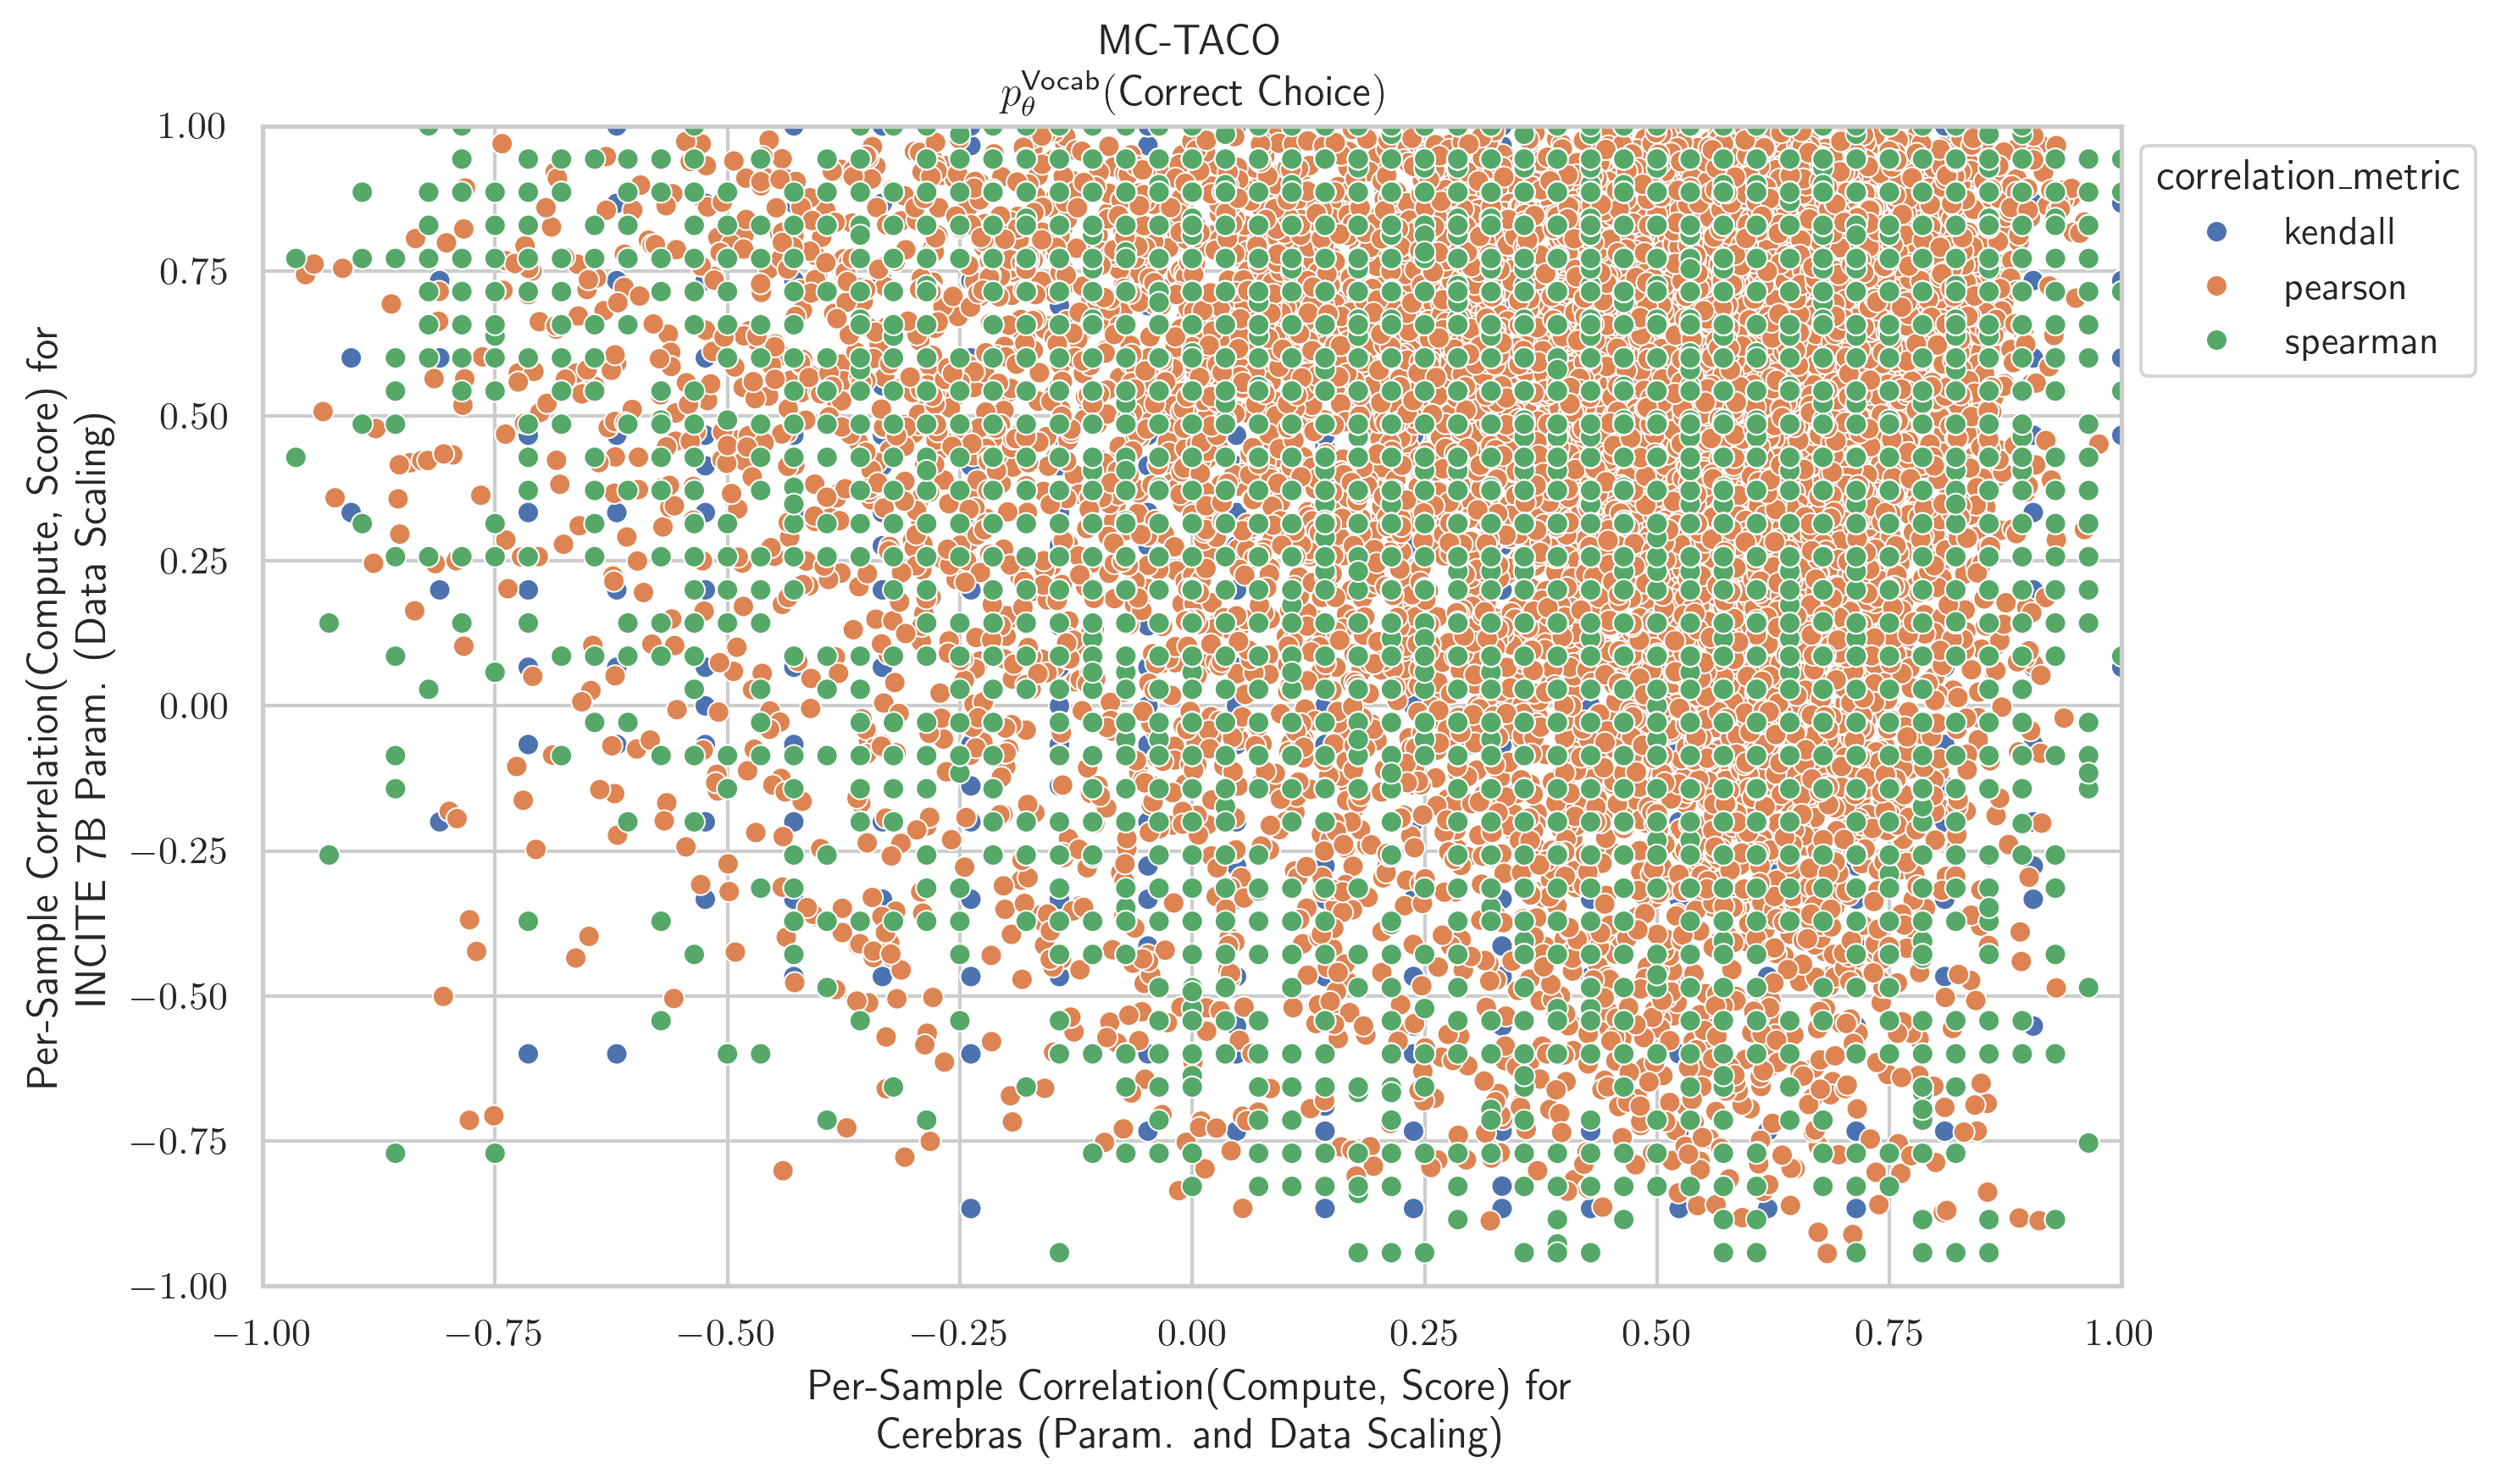 MC-TACO
p_θ^Vocab(Correct Choice)
correlation_metric
kendall
pearson
spearman
Per-Sample Correlation(Compute, Score) for
INCITE 7B Param. (Data Scaling)
1.00
0.75
0.50
0.25
0.00
−0.25
−0.50
−0.75
−1.00
−1.00 −0.75 −0.50 −0.25 0.00 0.25 0.50 0.75 1.00
Per-Sample Correlation(Compute, Score) for
Cerebras (Param. and Data Scaling)